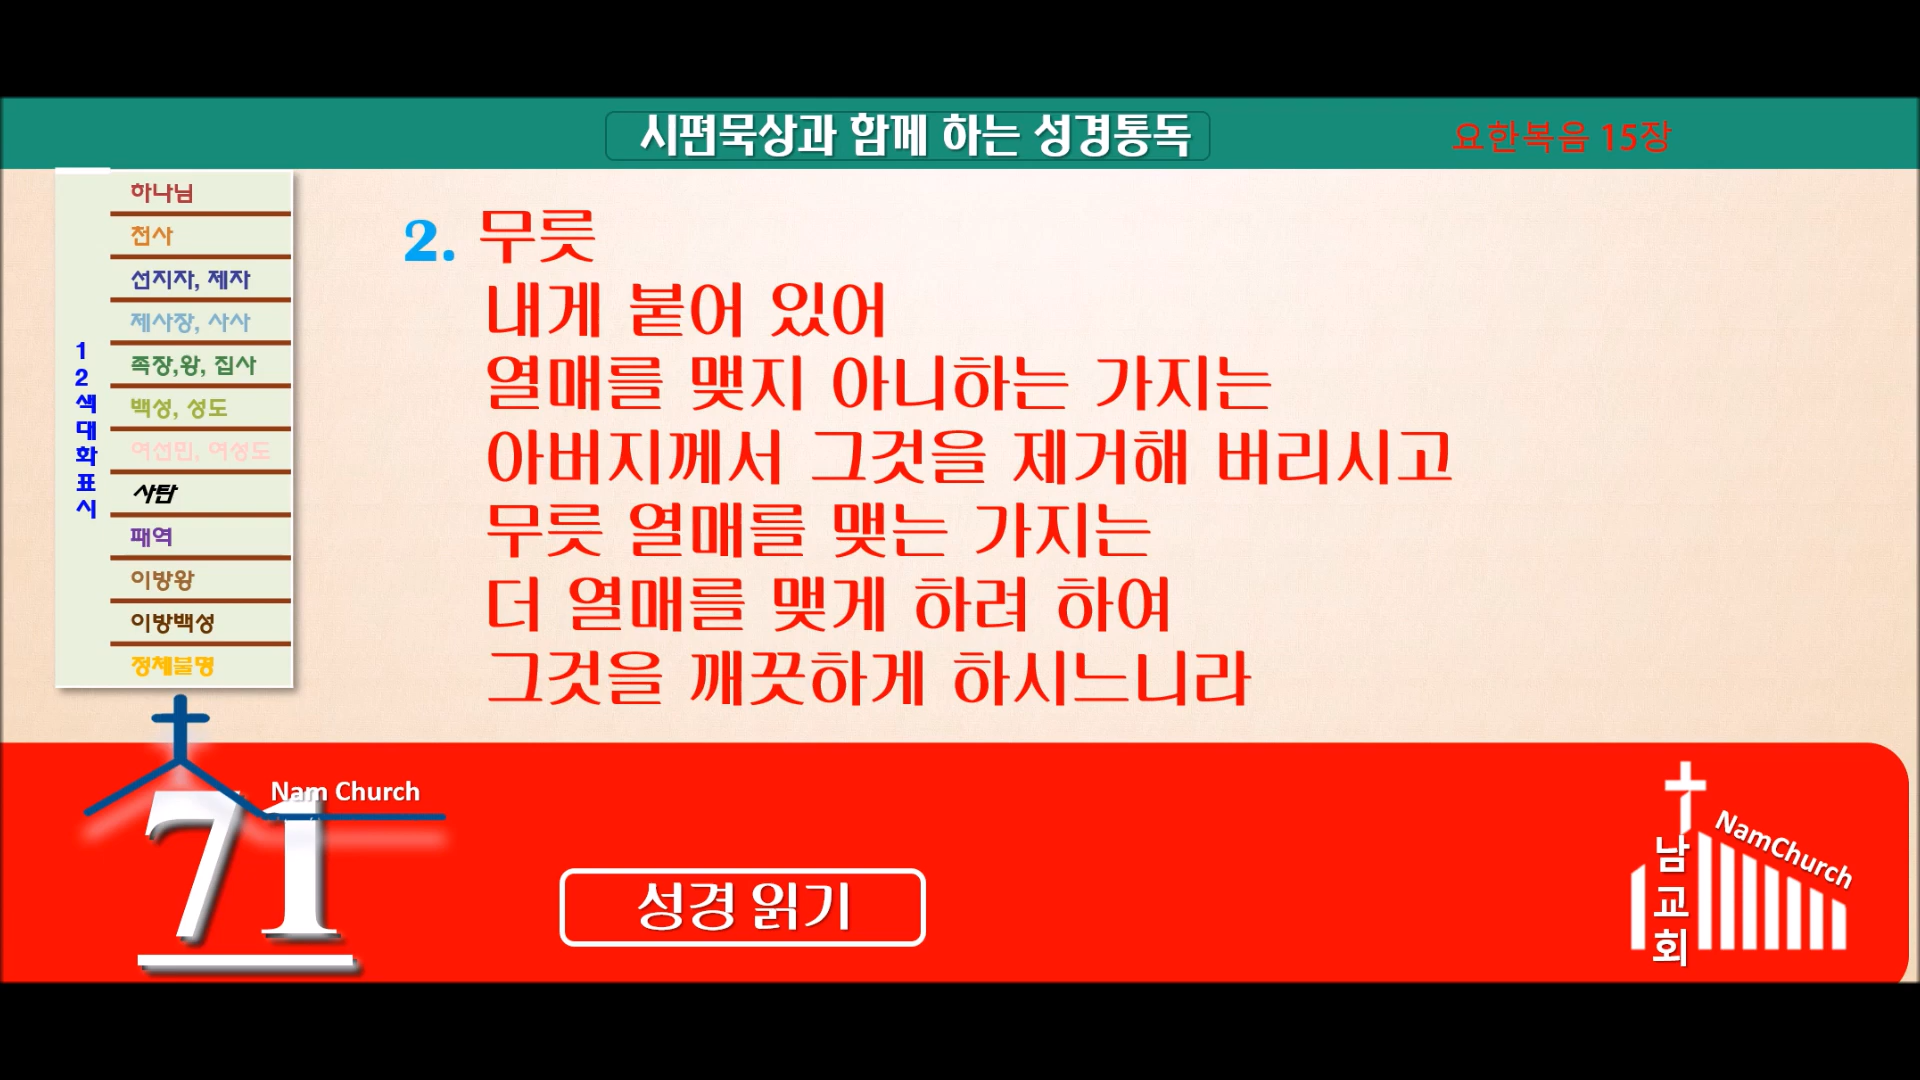 시편묵상과 함께 하는 성경통독
요한복음 15장
12색대화표시
하나님
천사
선지자, 제자
제사장, 사사
족장,왕, 집사
백성, 성도
여선민, 여성도
사탄
패역
이방왕
이방백성
정체불명
2. 무릇
내게 붙어 있어
열매를 맺지 아니하는 가지는
아버지께서 그것을 제거해 버리시고
무릇 열매를 맺는 가지는
더 열매를 맺게 하려 하여
그것을 깨끗하게 하시느니라
Nam Church
71
성경 읽기
NamChurch
남교회